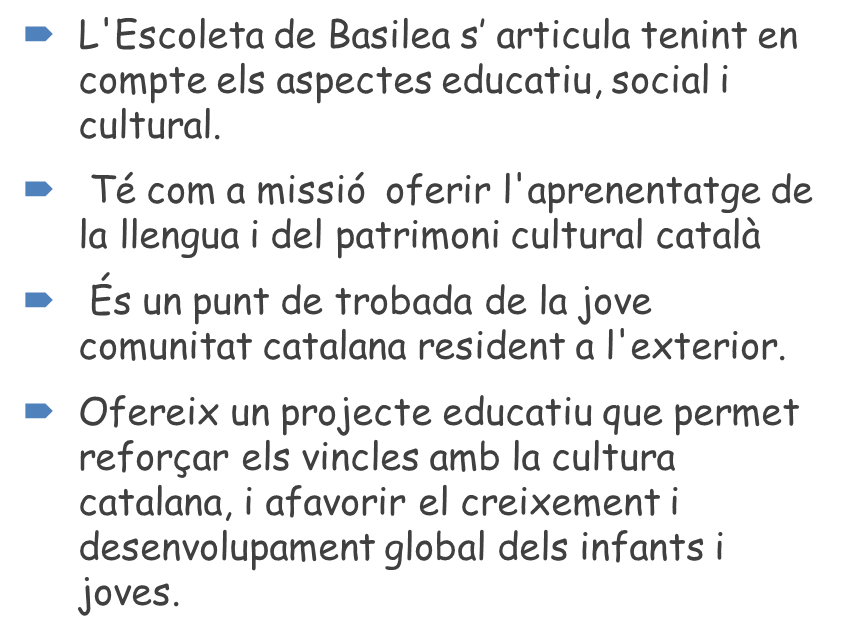 L'Escoleta de Basilea s’ articula tenint en
compte els aspectes educatiu, social i
cultural.
Té com a missió  oferir l'aprenentatge de
la llengua i del patrimoni cultural català
És un punt de trobada de la jove
comunitat catalana resident a l'exterior.
Ofereix un projecte educatiu que permet
reforçar els vincles amb la cultura
catalana, i afavorir el creixement i
desenvolupament global dels infants i
joves.